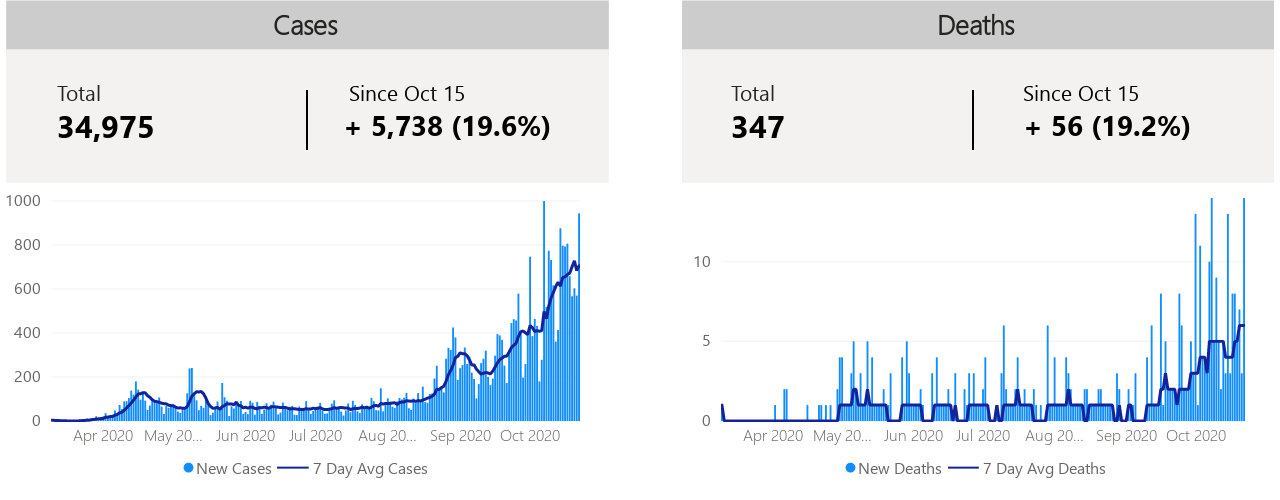 Cases
Total
34,975
Since Oct 15
+ 5,738 (19.6%)
1000
800
600
400
200
0
Apr 2020 May 20... Jun 2020 Jul 2020 Aug 20... Sep 2020 Oct 2020
New Cases 7 Day Avg Cases
Deaths
Total
347
Since Oct 15
+ 56 (19.2%)
10
5
0
Apr 2020 May 20... Jun 2020 Jul 2020 Aug 20... Sep 2020 Oct 2020
New Deaths 7 Day Avg Deaths